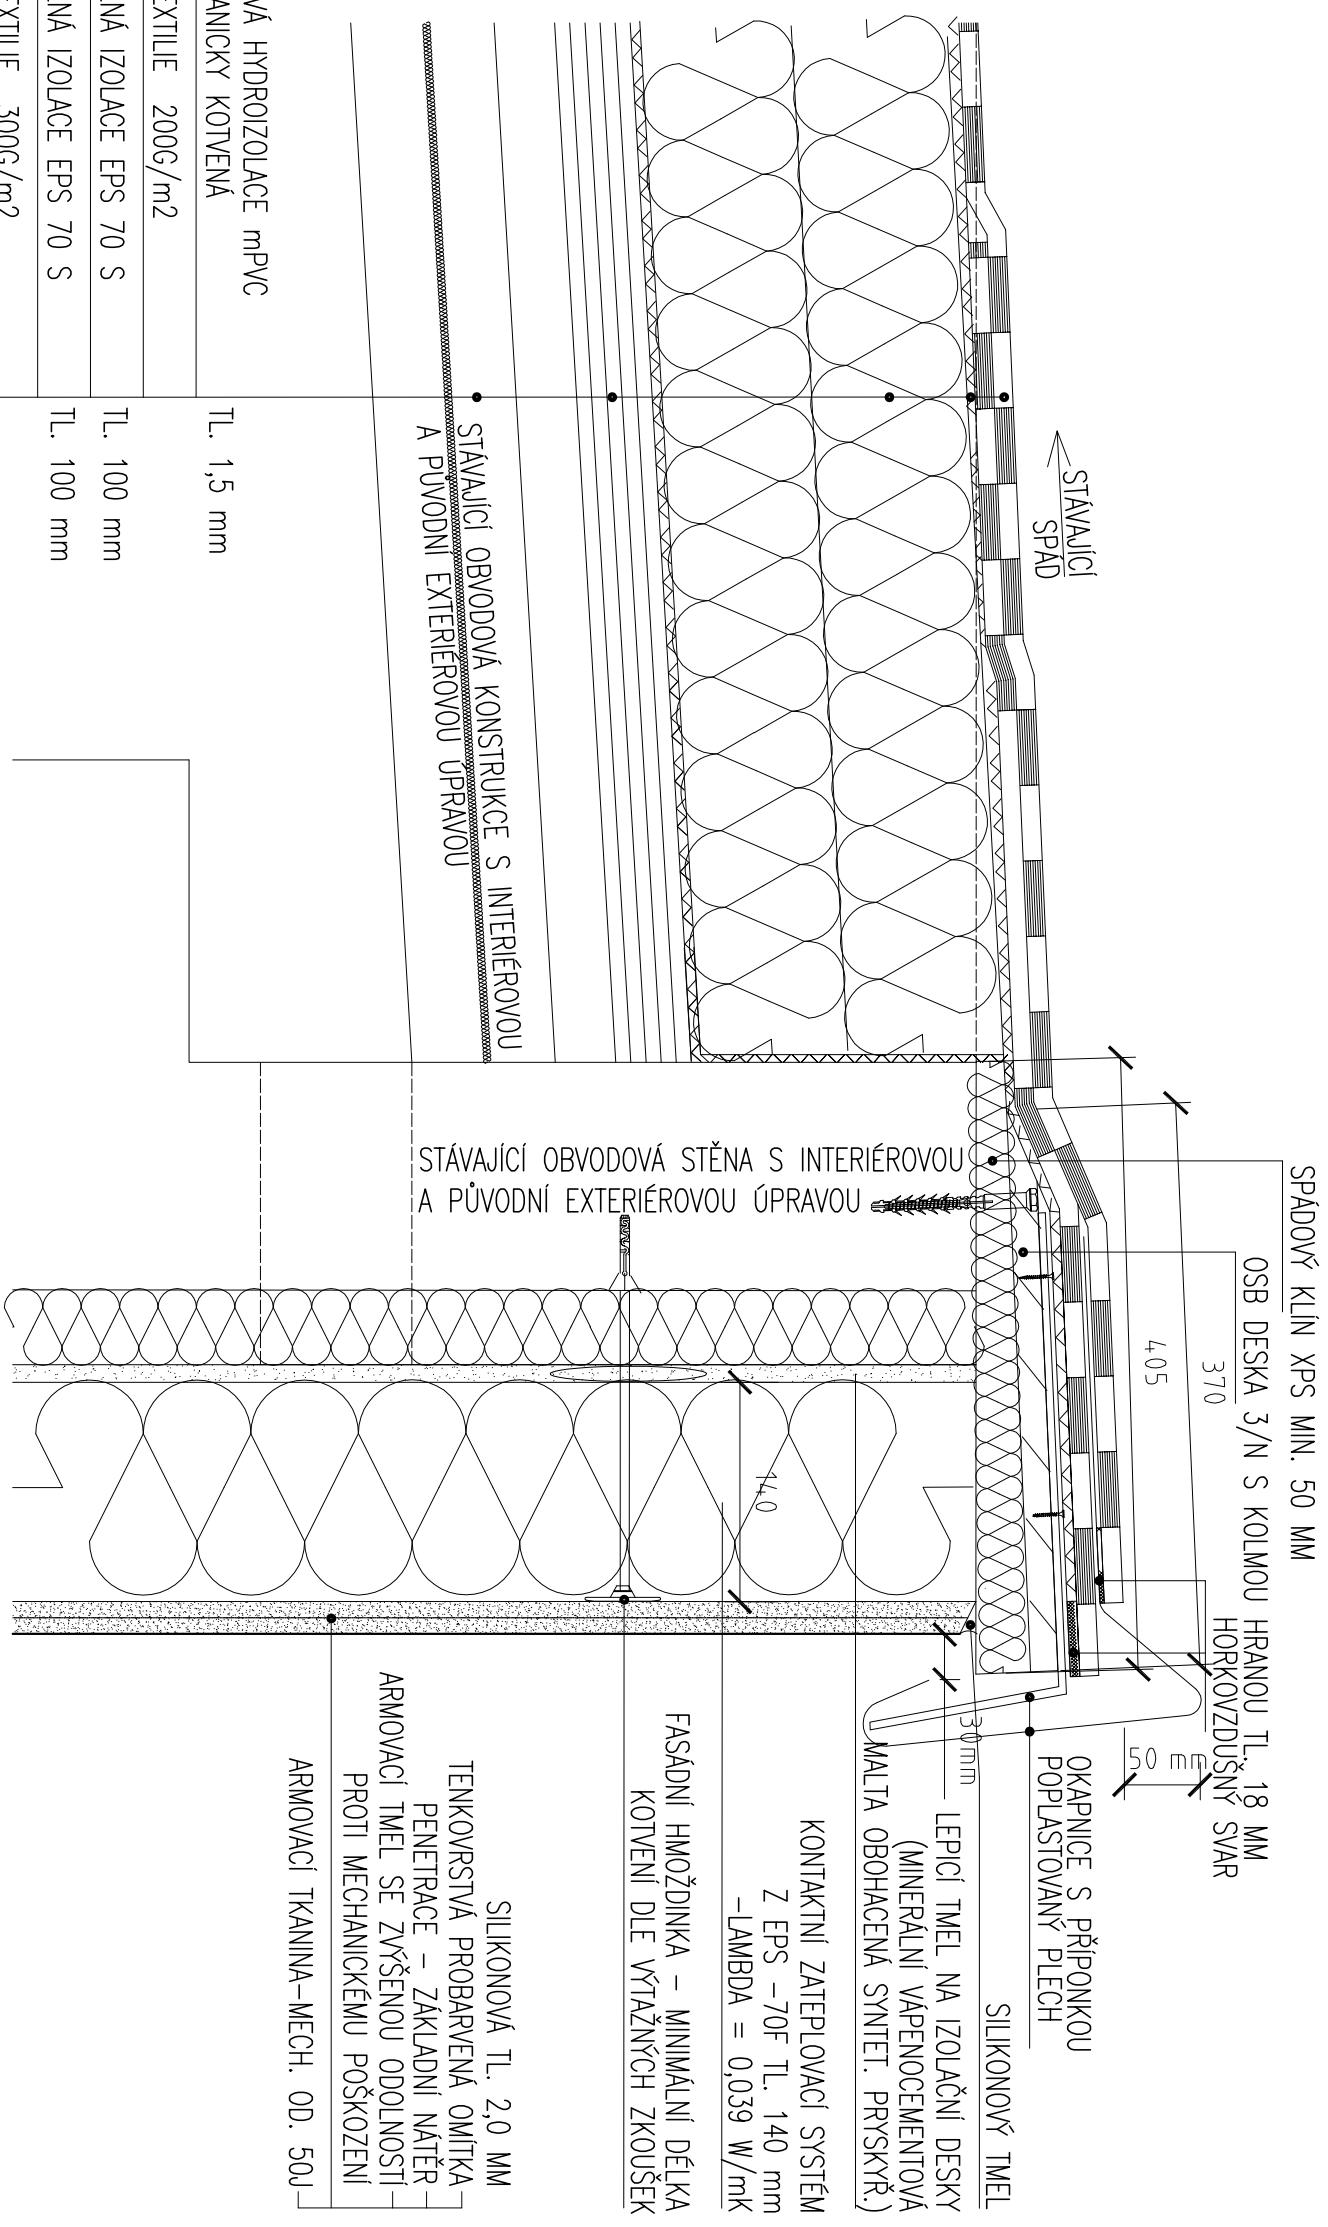 SPÁDOVÝ KLÍN XPS MIN. 50 MM
OSB DESKA 3/N S KOLMOU HRANOU TL. 18 MM
HORKOVZDUŠNÝ SVAR
370
405
50 mm
OKAPNICE S PŘÍPONKOU
POPLASTOVANÝ PLECH
STÁVAJÍCÍ
SPÁD
SILIKONOVÝ TMEL
30mm
LEPICÍ TMEL NA IZOLAČNÍ DESKY
(MINERÁLNÍ VÁPENOCEMENTOVÁ
MALTA OBOHACENÁ SYNTET. PRYSKYŘ.)
140
KONTAKTNÍ ZATEPLOVACÍ SYSTÉM
Z EPS -70F TL. 140 mm
-LAMBDA = 0,039 W/mK
FASÁDNÍ HMOŽDINKA - MINIMÁLNÍ DÉLKA
KOTVENÍ DLE VÝTAŽNÝCH ZKOUŠEK
STÁVAJÍCÍ OBVODOVÁ STĚNA S INTERIÉROVOU
A PŮVODNÍ EXTERIÉROVOU ÚPRAVOU
STÁVAJÍCÍ OBVODOVÁ KONSTRUKCE S INTERIÉROVOU
A PŮVODNÍ EXTERIÉROVOU ÚPRAVOU
SILIKONOVÁ TL. 2,0 MM
TENKOVRSTVÁ PROBARVENÁ OMÍTKA
PENETRACE - ZÁKLADNÍ NÁTĚR
ARMOVACÍ TMEL SE ZVÝŠENOU ODOLNOSTÍ
PROTI MECHANICKÉMU POŠKOZENÍ
ARMOVACÍ TKANINA-MECH. OD. 50J
VÁ HYDROIZOLACE mPVC
ANICKY KOTVENÁ TL. 1,5 mm
EXTILIE 200G/m2
NÁ IZOLACE EPS 70 S TL. 100 mm
NÁ IZOLACE EPS 70 S TL. 100 mm
EXTILIE 300G/m2